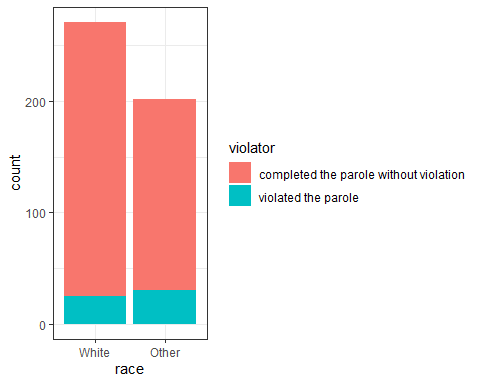 count
200
100
0
White
Other
race
violator
completed the parole without violation
violated the parole